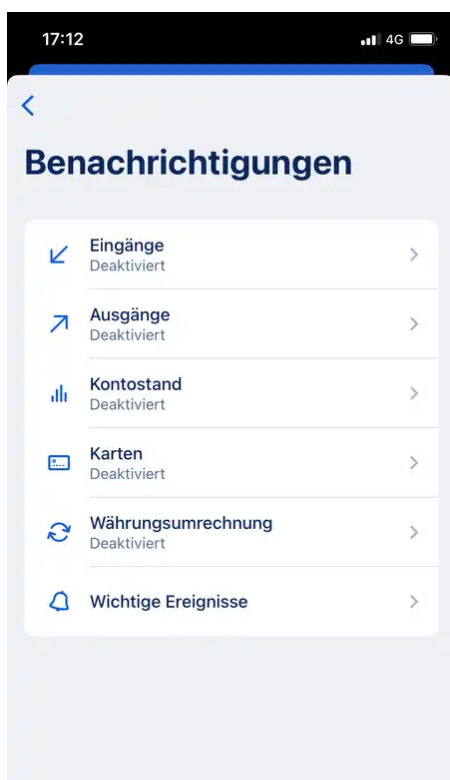 17:12
4G
Benachrichtigungen
Eingänge
Deaktiviert
Ausgänge
Deaktiviert
Kontostand
Deaktiviert
Karten
Deaktiviert
Währungsumrechnung
Deaktiviert
Wichtige Ereignisse